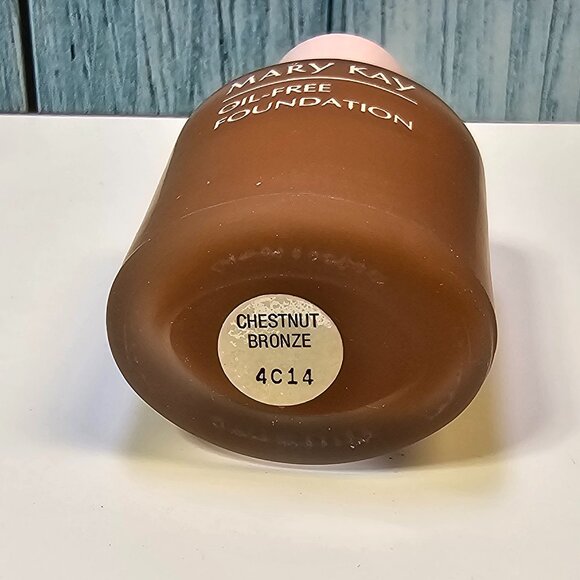 MARY KAY
OIL-FREE
FOUNDATION
CHESTNUT
BRONZE
4C14